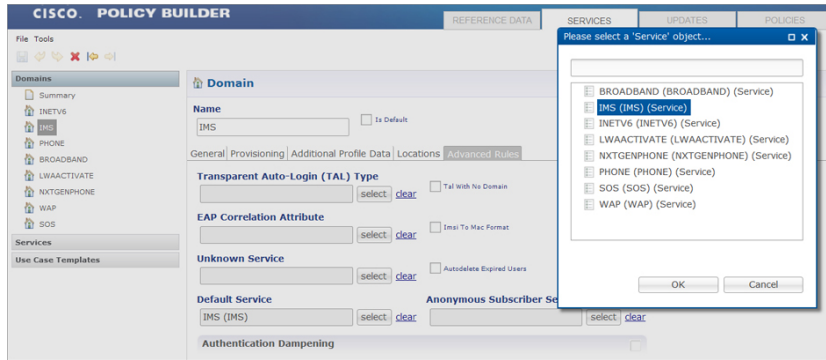 CISCO. POLICY BUILDER
REFERENCE DATA
SERVICES
UPDATES
POLICIES
File Tools
Domains
Summary
INETV6
IMS
PHONE
BROADBAND
LWAACTIVATE
NXTGENPHONE
WAP
SOS
Services
Use Case Templates
Domain
Name
IMS
Is Default
General Provisioning Additional Profile Data Locations Advanced Rules
Transparent Auto-Login (TAL) Type
select clear
Tal With No Domain
EAP Correlation Attribute
select clear
Imsi To Mac Format
Unknown Service
select clear
Autodelete Expired Users
Default Service
Anonymous Subscriber Se
IMS (IMS)
select clear
select clear
Authentication Dampening
Please select a 'Service' object...
BROADBAND (BROADBAND) (Service)
IMS (IMS) (Service)
INETV6 (INETV6) (Service)
LWAACTIVATE (LWAACTIVATE) (Service)
NXTGENPHONE (NXTGENPHONE) (Service)
PHONE (PHONE) (Service)
SOS (SOS) (Service)
WAP (WAP) (Service)
OK
Cancel